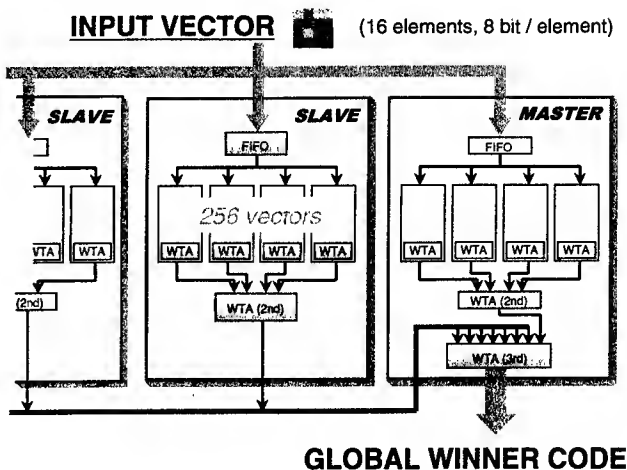 INPUT VECTOR (16 elements, 8 bit / element)
SLAVE SLAVE MASTER
FIFO FIFO
256 vectors
WTA WTA WTA WTA WTA WTA WTA WTA WTA WTA
(2nd) WTA (2nd) WTA (2nd)
WTA (3rd)
GLOBAL WINNER CODE